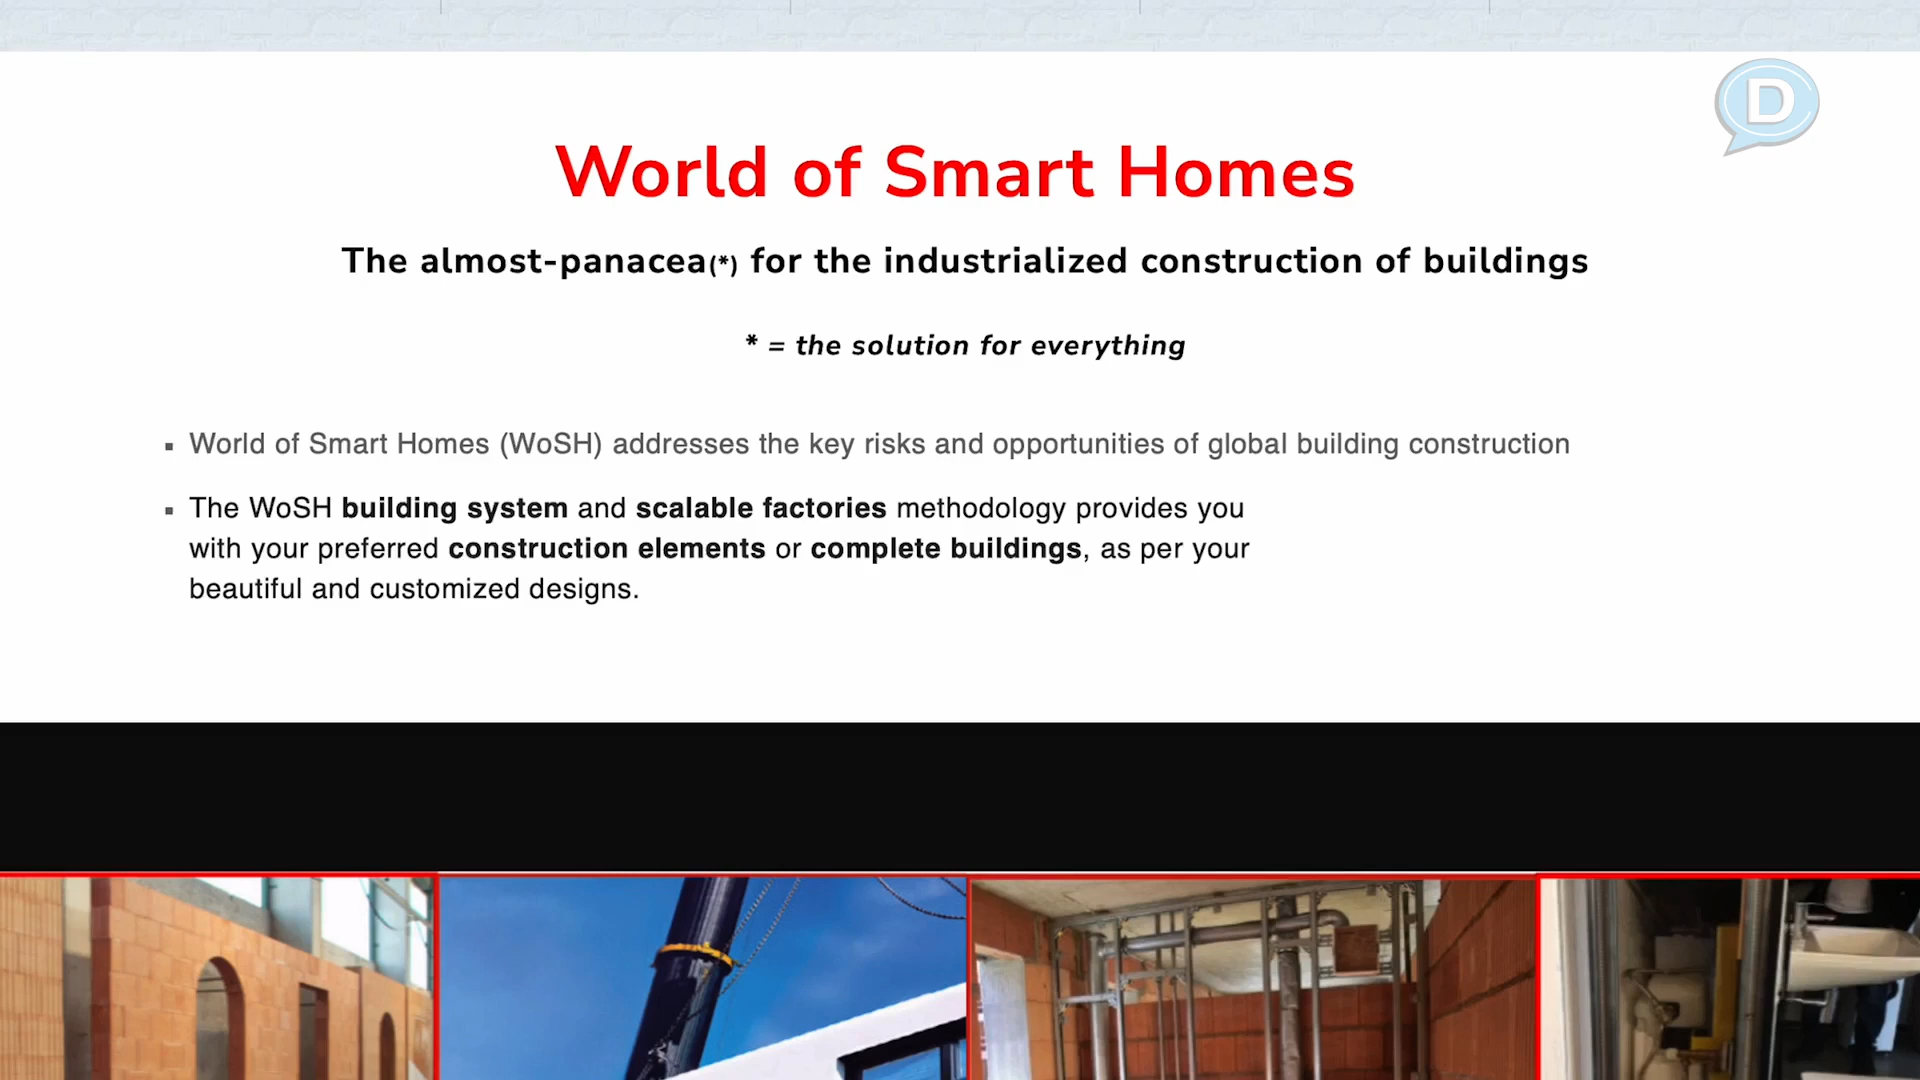 D
World of Smart Homes
The almost-panacea(*) for the industrialized construction of buildings
* = the solution for everything
▪ World of Smart Homes (WoSH) addresses the key risks and opportunities of global building construction
▪ The WoSH building system and scalable factories methodology provides you
with your preferred construction elements or complete buildings, as per your
beautiful and customized designs.